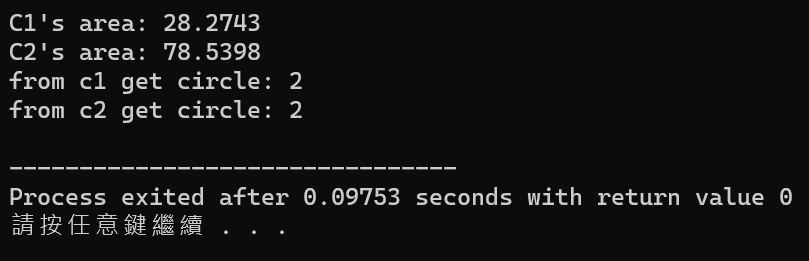 C1's area: 28.2743
C2's area: 78.5398
from c1 get circle: 2
from c2 get circle: 2
--------------------------------
Process exited after 0.09753 seconds with return value 0
請按任意鍵繼續 . . .